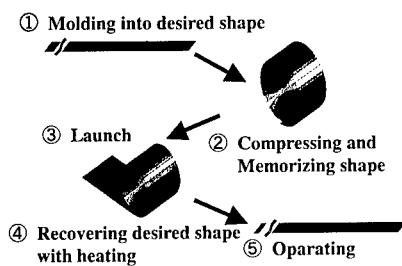 ① Molding into desired shape
③ Launch
② Compressing and
Memorizing shape
④ Recovering desired shape
with heating
⑤ Oparating